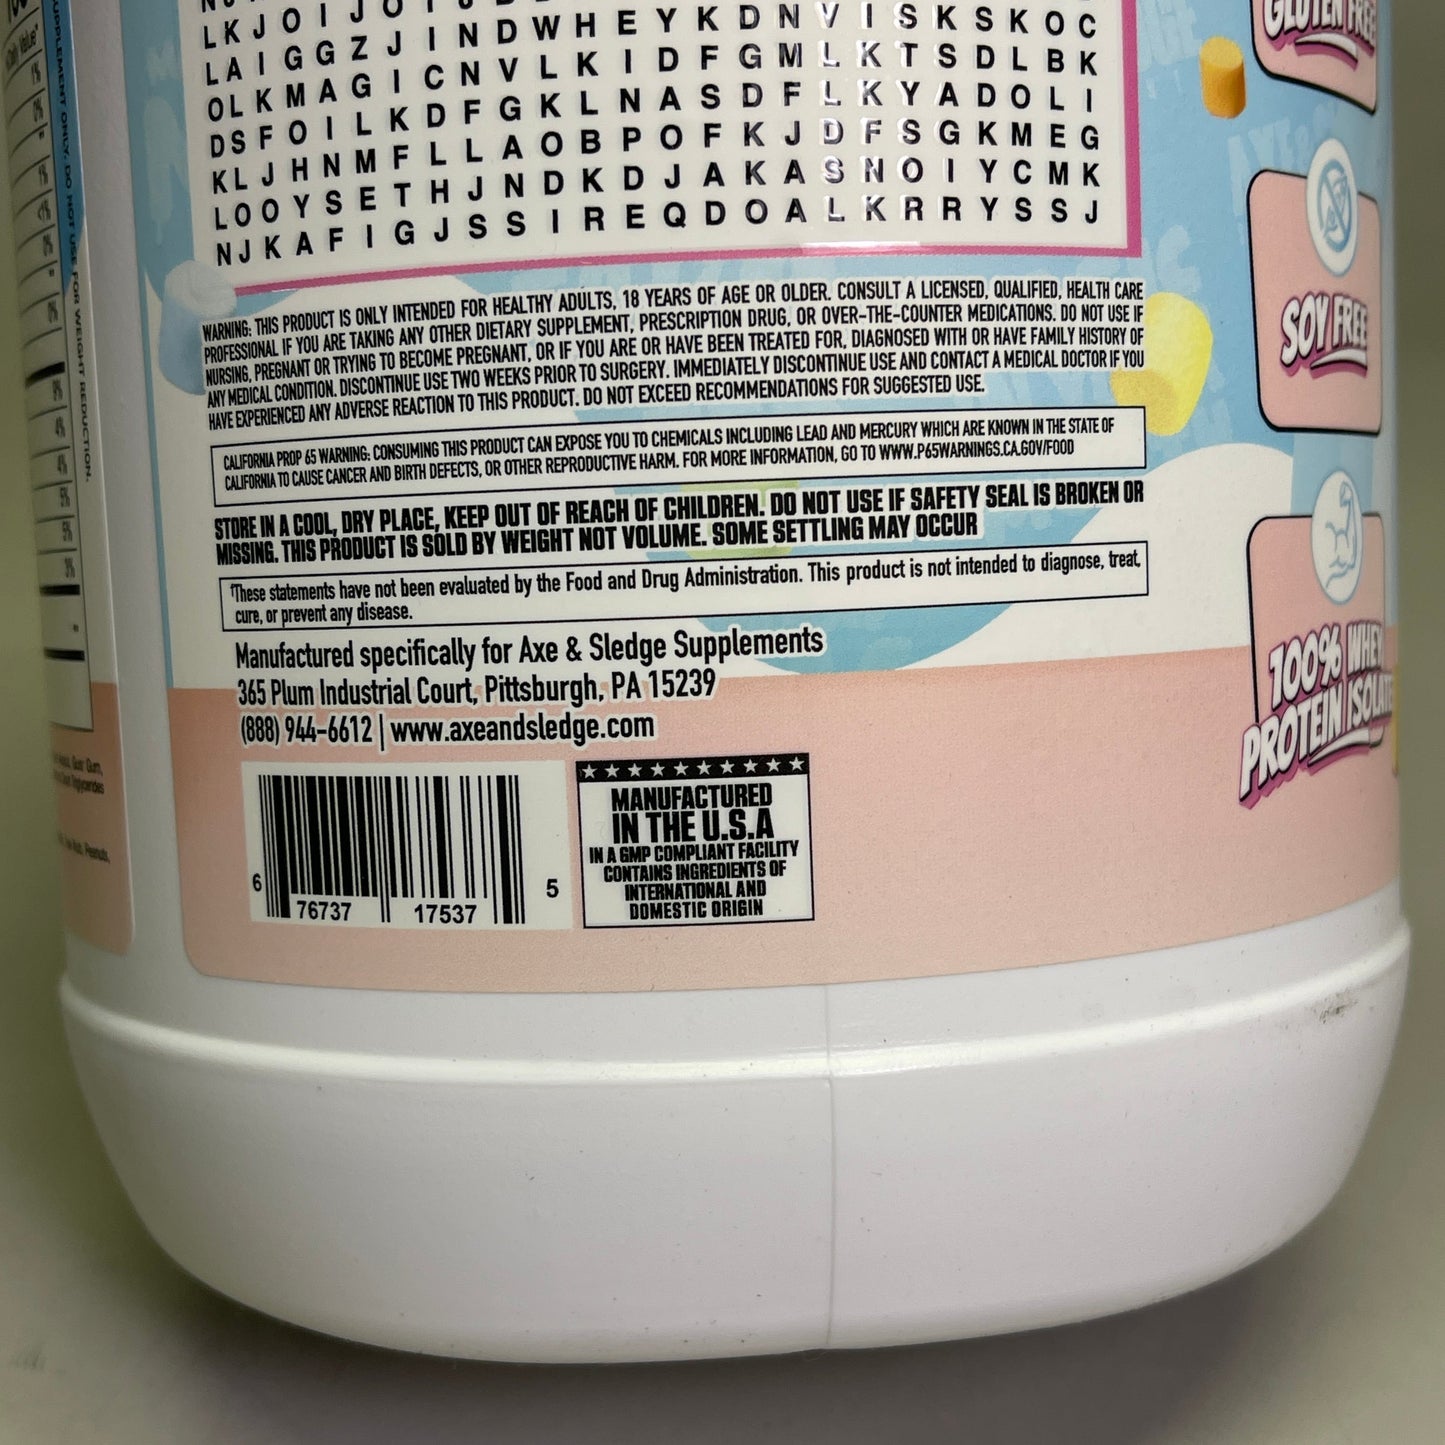 LKJOIJO
LAIGGZJINDWHEYKDNVISKSKOC
OLKMAGICNVLKIDFGMLKTSDLBK
DSFOILKDFGKLNASDFLKYADOLI
KLJHNMFLLAOBPOFKJDFSGKMEG
LOOYSETHJNDKDJAKASNOIYCMK
NJKAFIGJSSIREQDOALKRRYSSJ
WARNING: THIS PRODUCT IS ONLY INTENDED FOR HEALTHY ADULTS, 18 YEARS OF AGE OR OLDER. CONSULT A LICENSED, QUALIFIED, HEALTH CARE
PROFESSIONAL IF YOU ARE TAKING ANY OTHER DIETARY SUPPLEMENT, PRESCRIPTION DRUG, OR OVER-THE-COUNTER MEDICATIONS. DO NOT USE IF
NURSING, PREGNANT OR TRYING TO BECOME PREGNANT, OR IF YOU ARE OR HAVE BEEN TREATED FOR, DIAGNOSED WITH OR HAVE FAMILY HISTORY OF
ANY MEDICAL CONDITION. DISCONTINUE USE TWO WEEKS PRIOR TO SURGERY. IMMEDIATELY DISCONTINUE USE AND CONTACT A MEDICAL DOCTOR IF YOU
HAVE EXPERIENCED ANY ADVERSE REACTION TO THIS PRODUCT. DO NOT EXCEED RECOMMENDATIONS FOR SUGGESTED USE.
CALIFORNIA PROP 65 WARNING: CONSUMING THIS PRODUCT CAN EXPOSE YOU TO CHEMICALS INCLUDING LEAD AND MERCURY WHICH ARE KNOWN IN THE STATE OF
CALIFORNIA TO CAUSE CANCER AND BIRTH DEFECTS, OR OTHER REPRODUCTIVE HARM. FOR MORE INFORMATION, GO TO WWW.P65WARNINGS.CA.GOV/FOOD
STORE IN A COOL, DRY PLACE, KEEP OUT OF REACH OF CHILDREN. DO NOT USE IF SAFETY SEAL IS BROKEN OR
MISSING. THIS PRODUCT IS SOLD BY WEIGHT NOT VOLUME. SOME SETTLING MAY OCCUR
†These statements have not been evaluated by the Food and Drug Administration. This product is not intended to diagnose, treat,
cure, or prevent any disease.
Manufactured specifically for Axe & Sledge Supplements
365 Plum Industrial Court, Pittsburgh, PA 15239
(888) 944-6612 | www.axeandsledge.com
6 76737 17537 5
MANUFACTURED
IN THE U.S.A
IN A GMP COMPLIANT FACILITY
CONTAINS INGREDIENTS OF
INTERNATIONAL AND
DOMESTIC ORIGIN
GLUTEN FREE
SOY FREE
100% WHEY
PROTEIN ISOLATE
SUPPLEMENT ONLY. DO NOT USE FOR WEIGHT REDUCTION.